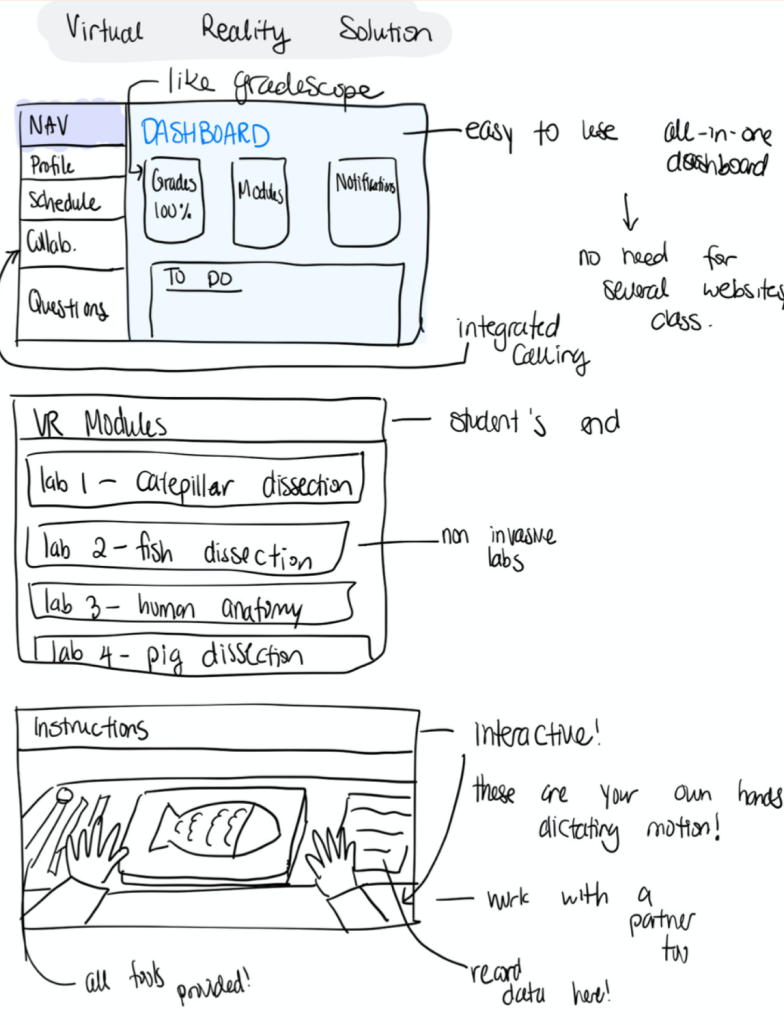 Virtual Reality Solution
like gradescope
NAV
Profile
Schedule
Collab.
Questions
DASHBOARD
Grades
100%
Modules
Notifications
TO DO
easy to use all-in-one
dashboard
no need for
several websites
class.
integrated
calling
VR Modules
student's end
lab 1 - catepillar dissection
lab 2 - fish dissection
non invasive
labs
lab 3 - human anatomy
lab 4 - pig dissection
Instructions
Interactive!
these are your own hands
dictating motion!
work with a
partner
too
all tools
provided!
record
data here!